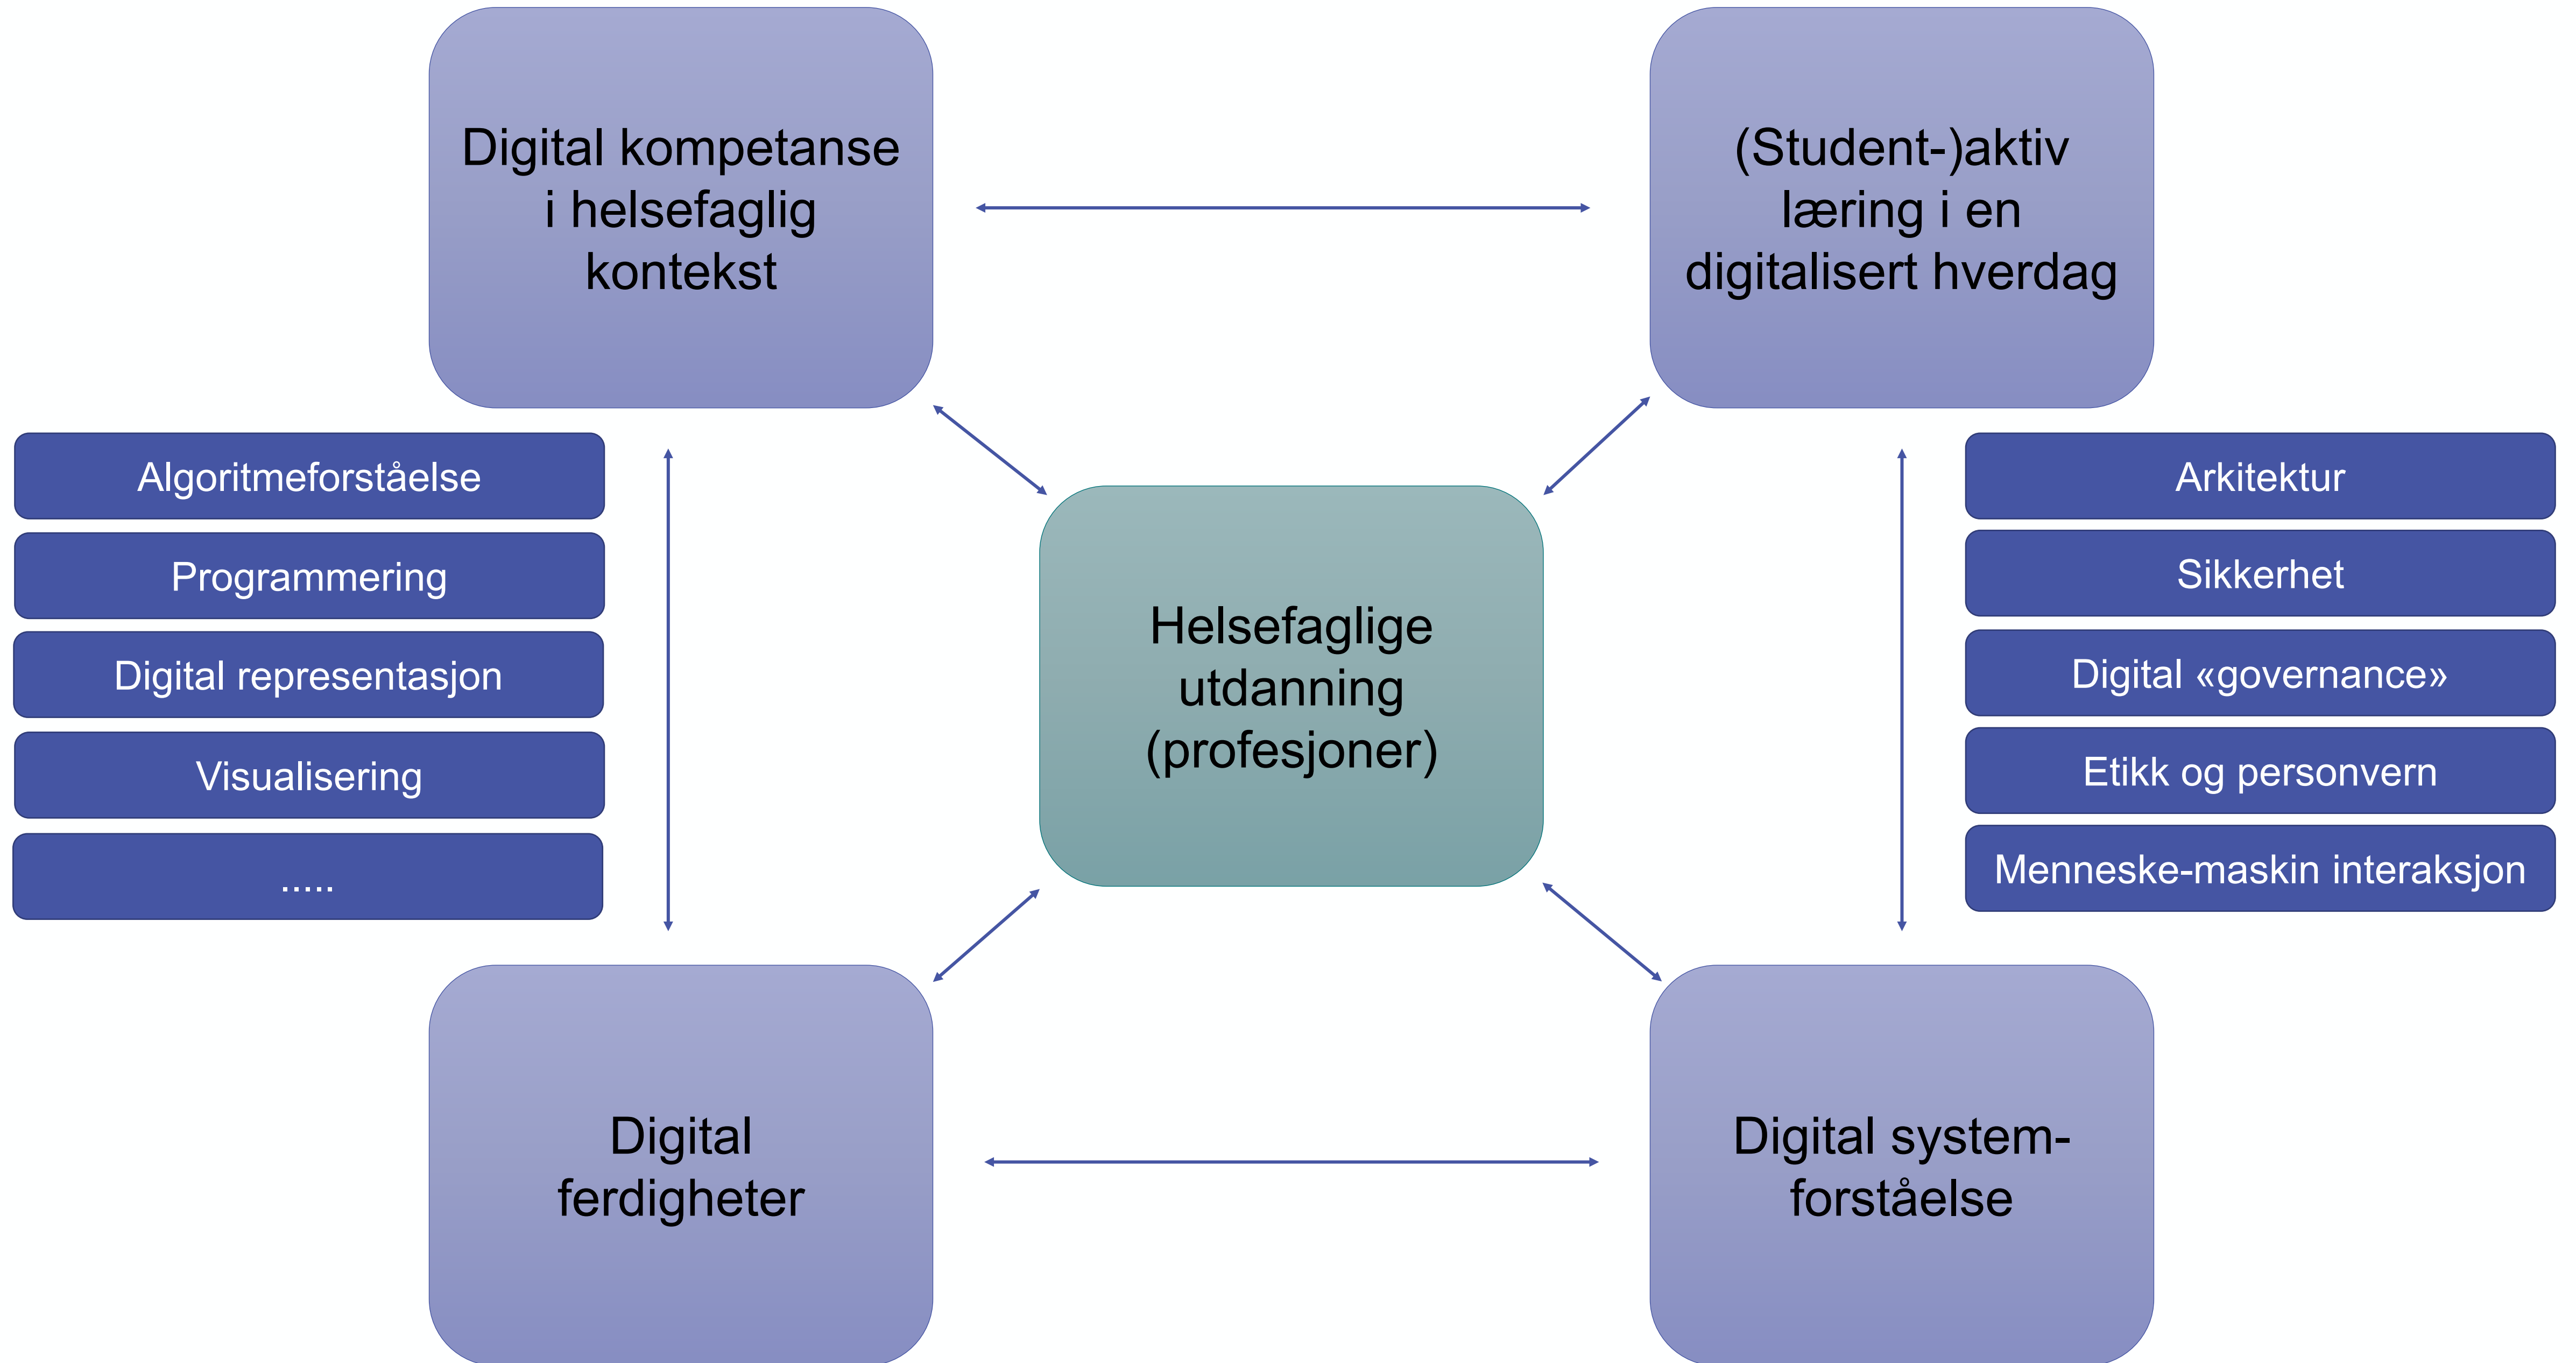 Digital kompetanse
i helsefaglig
kontekst
(Student-)aktiv
læring i en
digitalisert hverdag
Algoritmeforståelse
Programmering
Digital representasjon
Visualisering
.....
Helsefaglige
utdanning
(profesjoner)
Arkitektur
Sikkerhet
Digital «governance»
Etikk og personvern
Menneske-maskin interaksjon
Digital
ferdigheter
Digital system-
forståelse